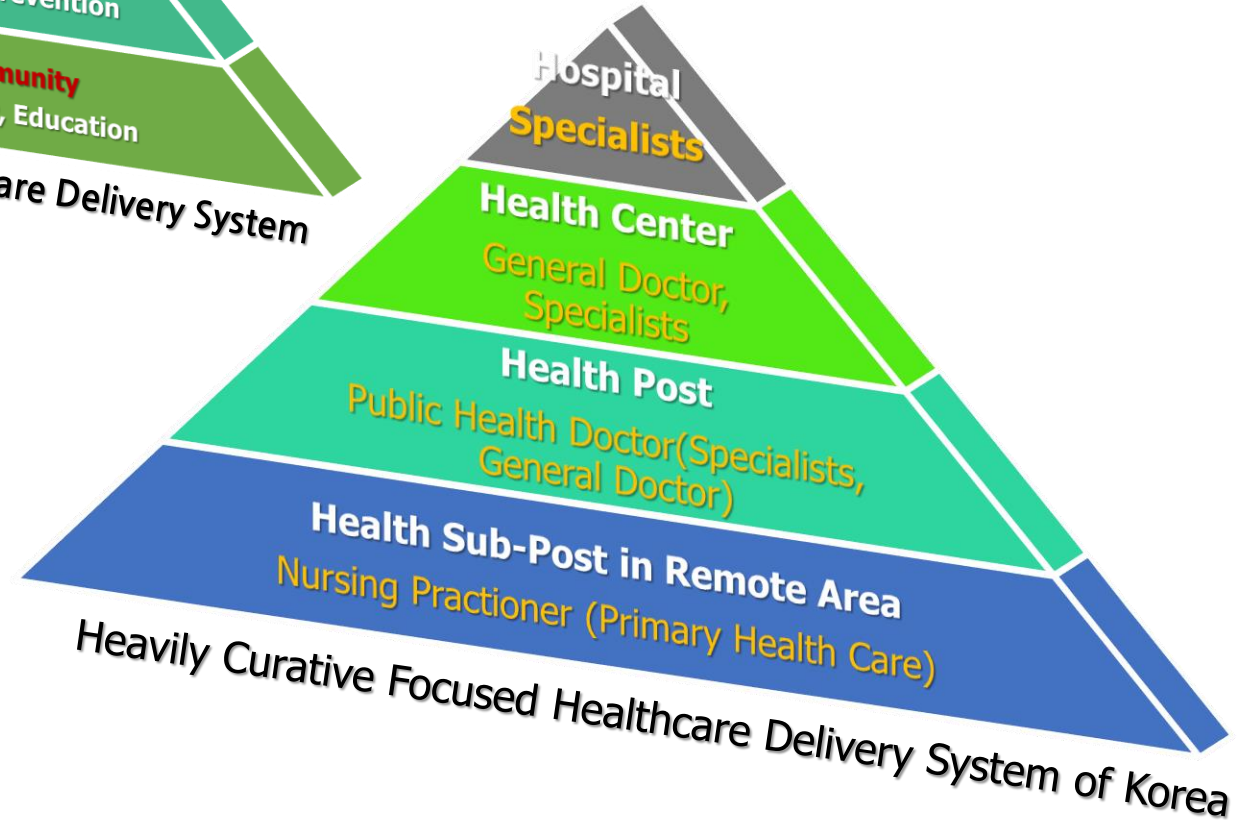 Education
are Delivery System
Hospital
Specialists
Health Center
General Doctor,
Specialists
Health Post
Public Health Doctor(Specialists,
General Doctor)
Health Sub-Post in Remote Area
Nursing Practioner (Primary Health Care)
Heavily Curative Focused Healthcare Delivery System of Korea